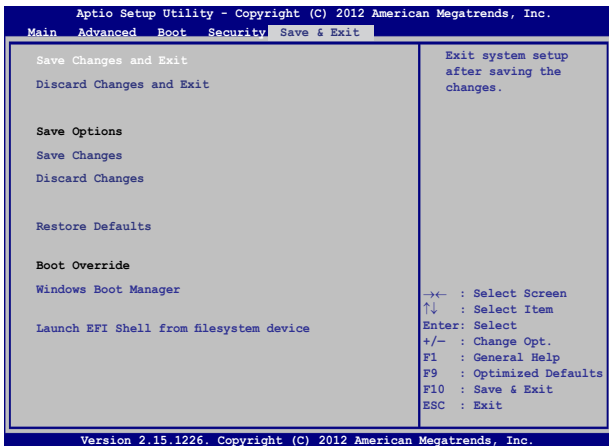 Aptio Setup Utility - Copyright (C) 2012 American Megatrends, Inc.
Main Advanced Boot Security Save & Exit
Save Changes and Exit
Discard Changes and Exit
Save Options
Save Changes
Discard Changes
Restore Defaults
Boot Override
Windows Boot Manager
Launch EFI Shell from filesystem device
Exit system setup
after saving the
changes.
→← : Select Screen
↑↓ : Select Item
Enter: Select
+/— : Change Opt.
F1 : General Help
F9 : Optimized Defaults
F10 : Save & Exit
ESC : Exit
Version 2.15.1226. Copyright (C) 2012 American Megatrends, Inc.